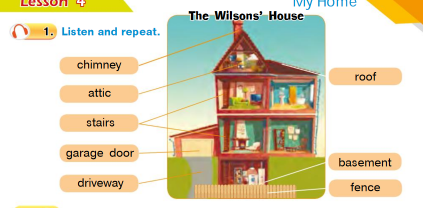 Lesson 4
My Home
1. Listen and repeat.
The Wilsons' House
chimney
attic
stairs
garage door
driveway
roof
basement
fence